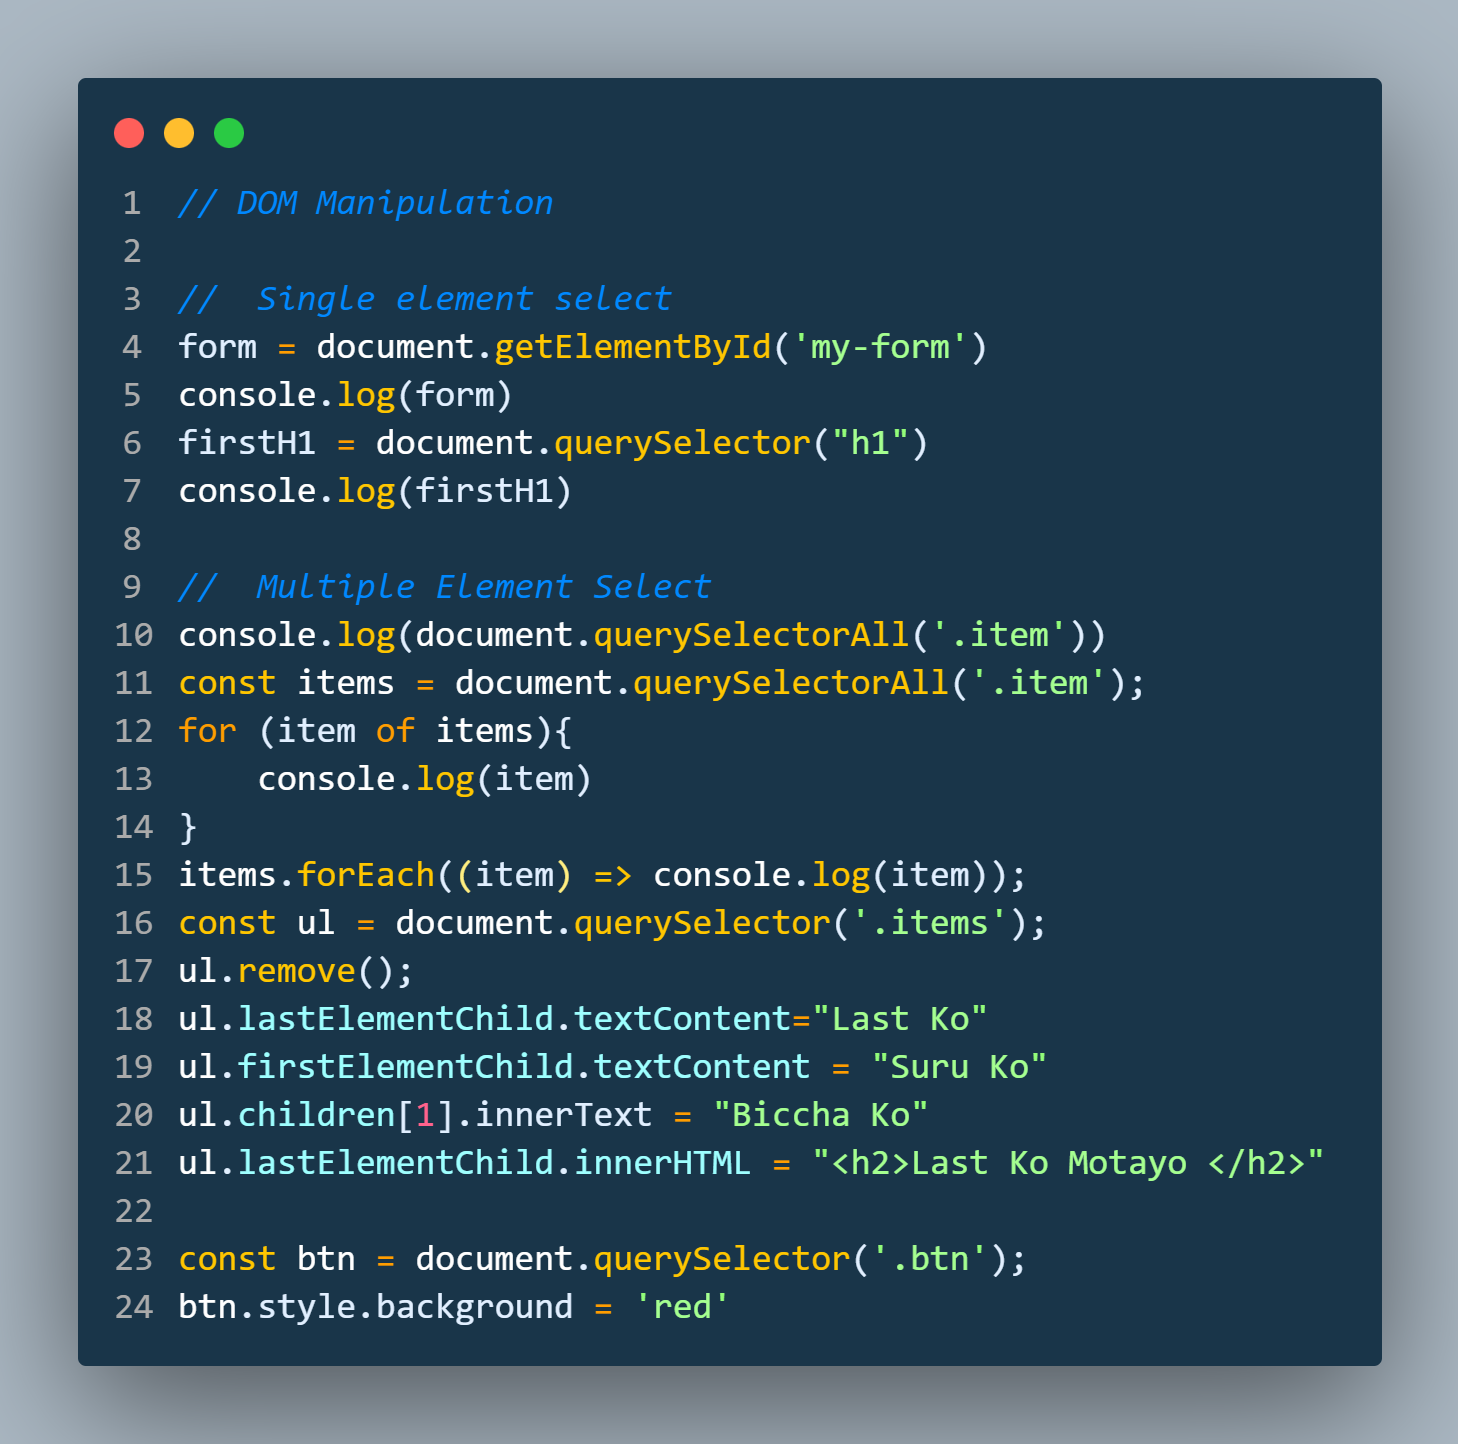 1 // DOM Manipulation
2
3 //  Single element select
4 form = document.getElementById('my-form')
5 console.log(form)
6 firstH1 = document.querySelector("h1")
7 console.log(firstH1)
8
9 //  Multiple Element Select
10 console.log(document.querySelectorAll('.item'))
11 const items = document.querySelectorAll('.item');
12 for (item of items){
13     console.log(item)
14 }
15 items.forEach((item) => console.log(item));
16 const ul = document.querySelector('.items');
17 ul.remove();
18 ul.lastElementChild.textContent="Last Ko"
19 ul.firstElementChild.textContent = "Suru Ko"
20 ul.children[1].innerText = "Biccha Ko"
21 ul.lastElementChild.innerHTML = "<h2>Last Ko Motayo </h2>"
22
23 const btn = document.querySelector('.btn');
24 btn.style.background = 'red'